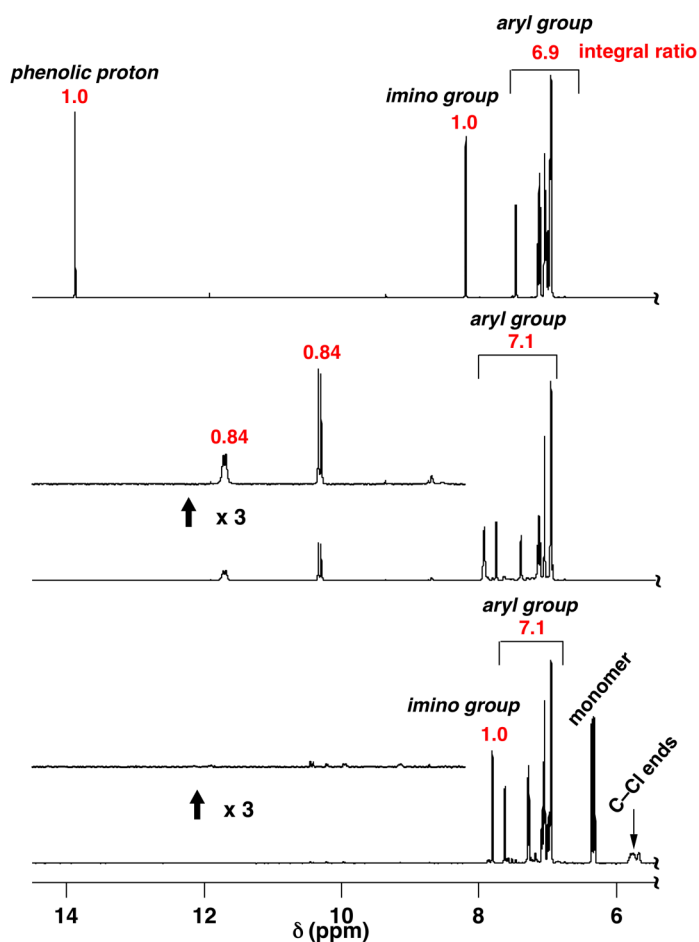 aryl group
6.9 integral ratio
phenolic proton
1.0
imino group
1.0
aryl group
7.1
0.84
0.84
x 3
aryl group
7.1
imino group
1.0
monomer
C–Cl ends
x 3
14 12 10 8 6
δ (ppm)